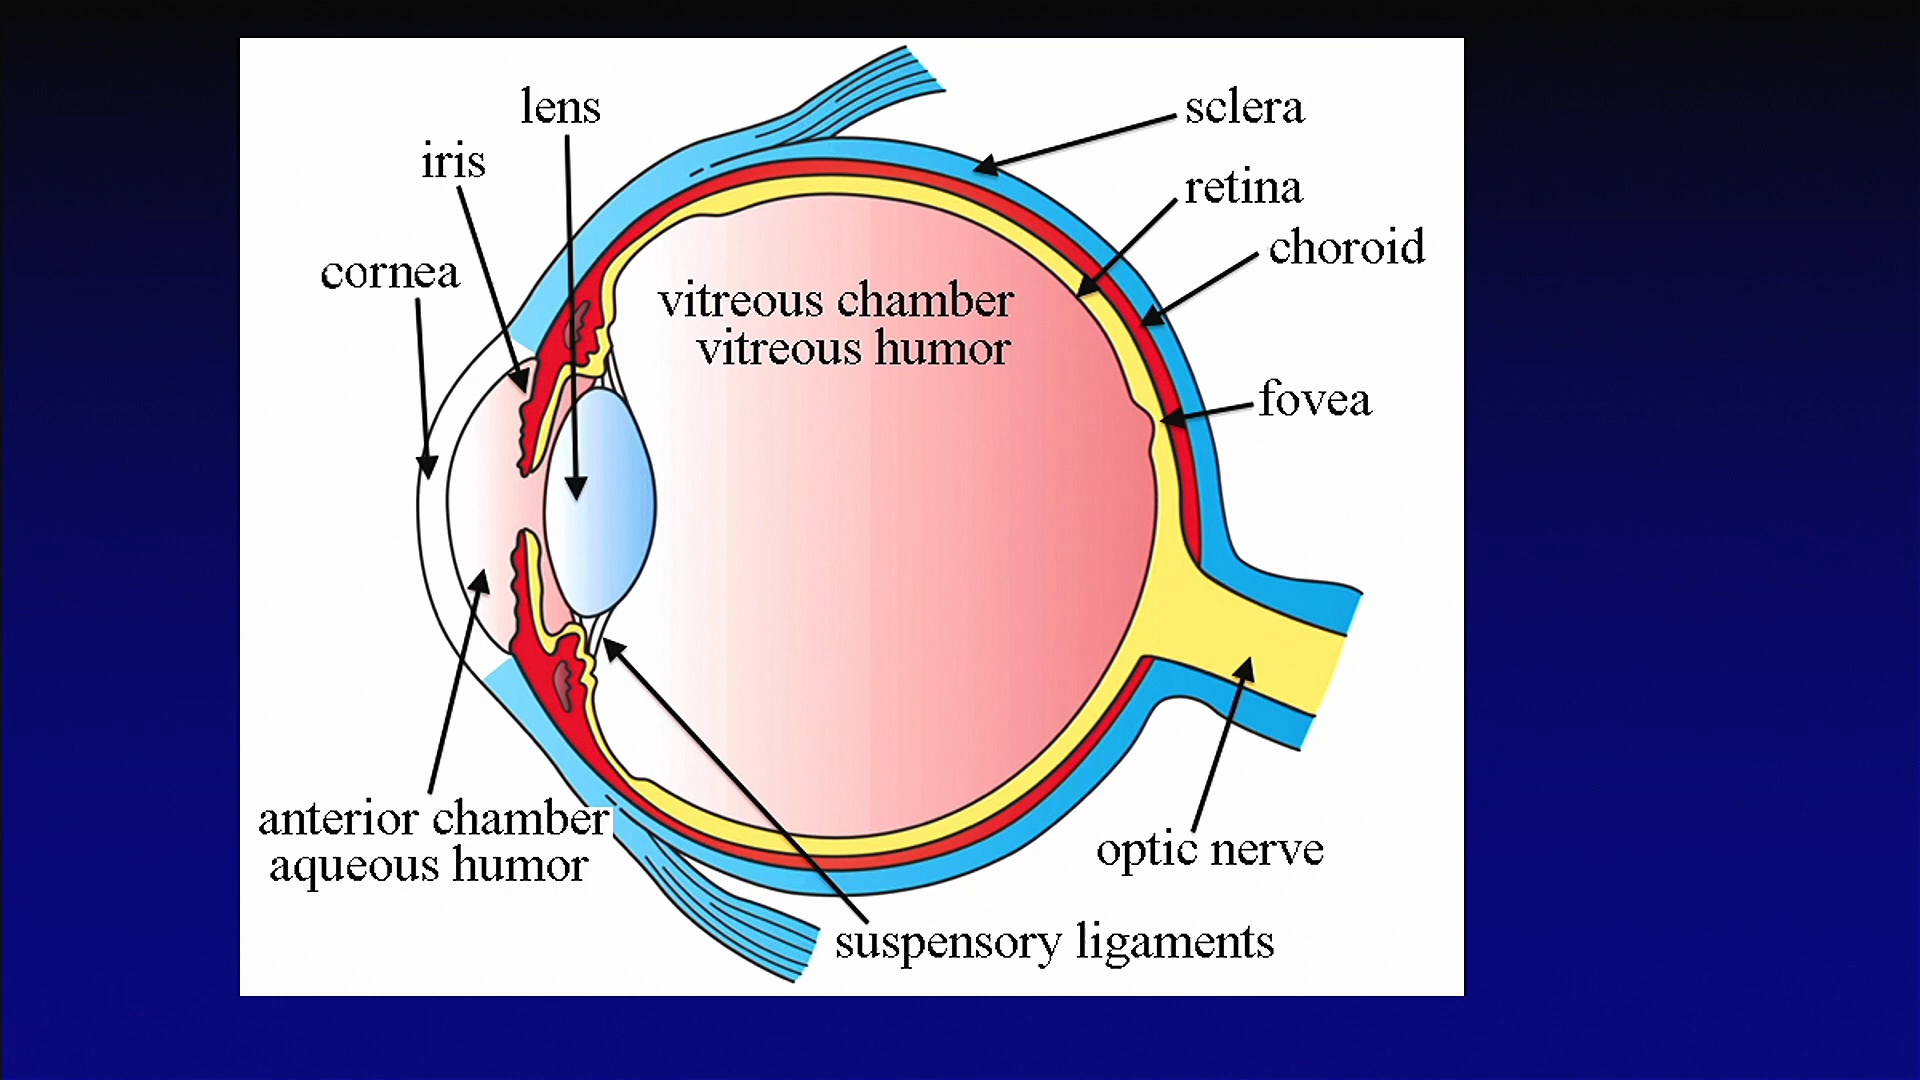 lens
sclera
iris
retina
choroid
cornea
vitreous chamber
vitreous humor
fovea
anterior chamber
aqueous humor
optic nerve
suspensory ligaments